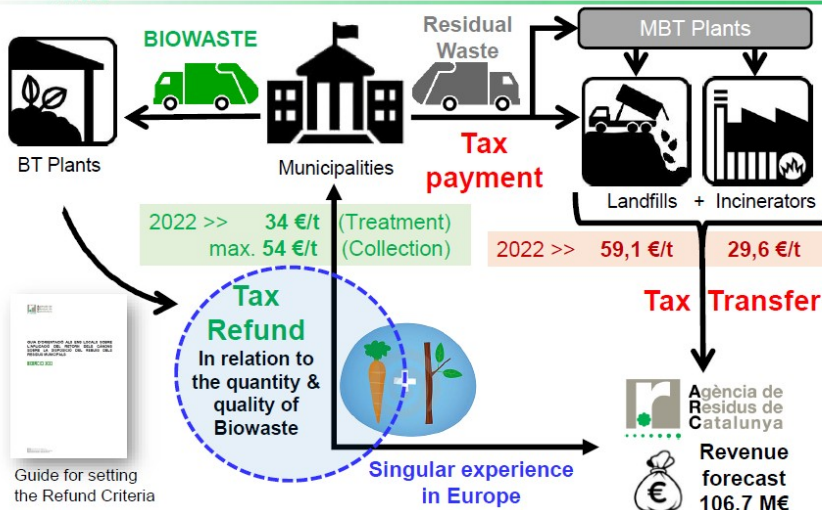 BIOWASTE
Residual
Waste
MBT Plants
BT Plants
Municipalities
Tax
payment
Landfills + Incinerators
2022 >> 34 €/t (Treatment)
max. 54 €/t (Collection)
2022 >> 59,1 €/t 29,6 €/t
Tax
Refund
In relation to
the quantity &
quality of
Biowaste
Tax Transfer
Agència de
Residus de
Catalunya
Guide for setting
the Refund Criteria
Singular experience
in Europe
Revenue
forecast
106,7 M€
€